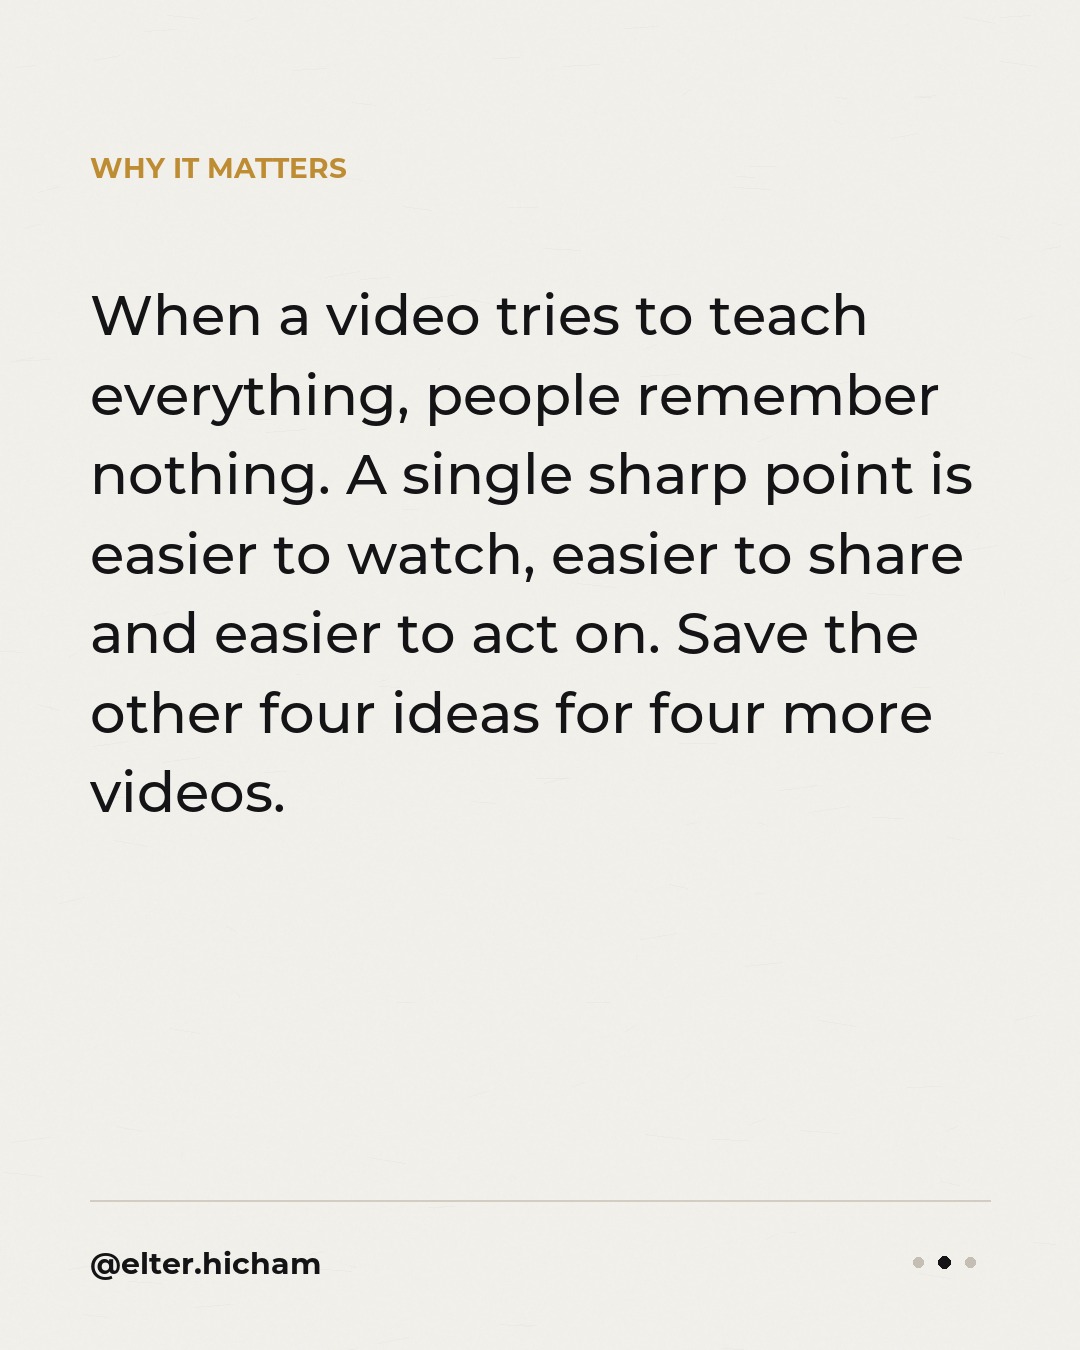 WHY IT MATTERS
When a video tries to teach
everything, people remember
nothing. A single sharp point is
easier to watch, easier to share
and easier to act on. Save the
other four ideas for four more
videos.
@elter.hicham